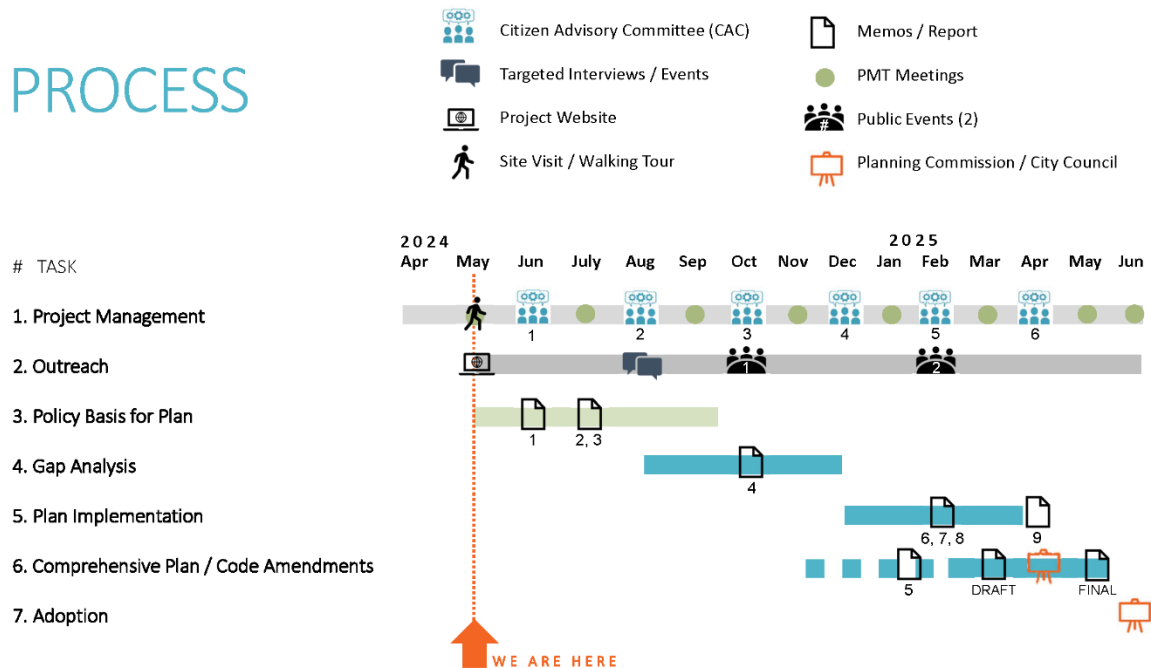 PROCESS
Citizen Advisory Committee (CAC)
Memos / Report
Targeted Interviews / Events
PMT Meetings
Project Website
# Public Events (2)
Site Visit / Walking Tour
Planning Commission / City Council
2024 2025
# TASK
Apr May Jun July Aug Sep Oct Nov Dec Jan Feb Mar Apr May Jun
1. Project Management
1 2 3 4 5 6
2. Outreach
1 2
3. Policy Basis for Plan
1 2, 3
4. Gap Analysis
4
5. Plan Implementation
6, 7, 8 9
6. Comprehensive Plan / Code Amendments
5 DRAFT FINAL
7. Adoption
WE ARE HERE